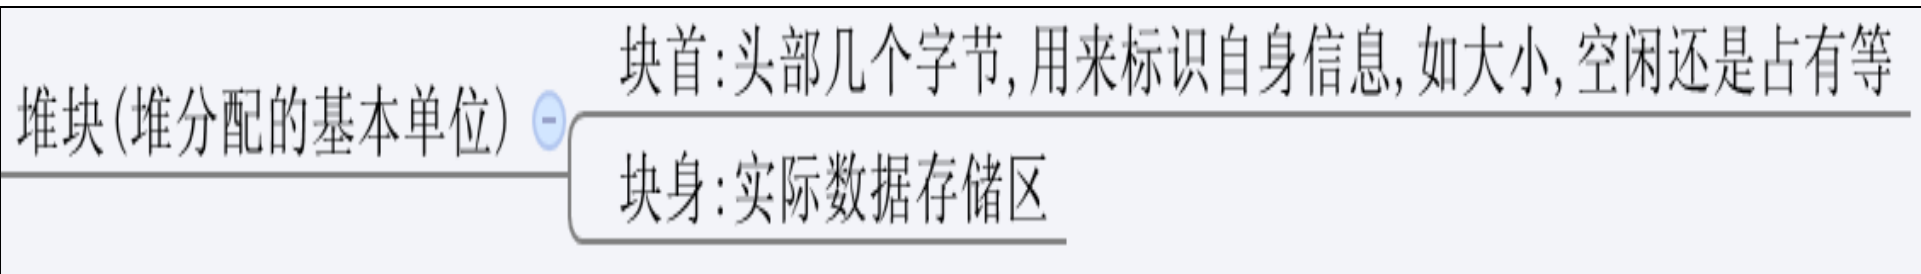 堆块(堆分配的基本单位)
块首:头部几个字节,用来标识自身信息,如大小,空闲还是占有等
块身:实际数据存储区